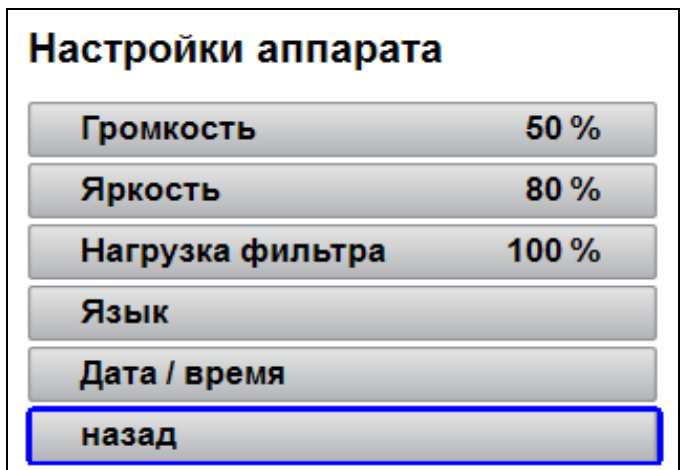 Настройки аппарата
Громкость 50 %
Яркость 80 %
Нагрузка фильтра 100 %
Язык
Дата / время
назад